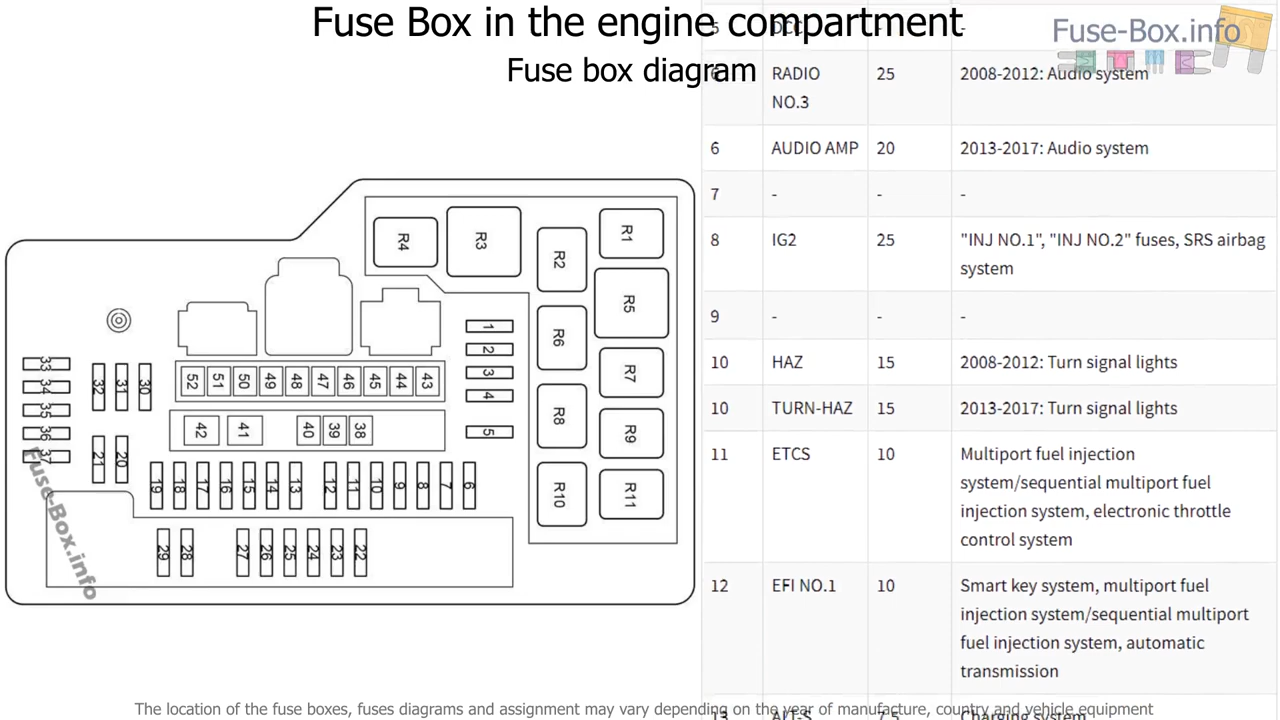 Fuse Box in the engine compartment
Fuse box diagram
Fuse-Box.info
5 DCC - -
6 RADIO NO.3 25 2008-2012: Audio system
6 AUDIO AMP 20 2013-2017: Audio system
7 - - -
8 IG2 25 "INJ NO.1", "INJ NO.2" fuses, SRS airbag
system
9 - - -
10 HAZ 15 2008-2012: Turn signal lights
10 TURN-HAZ 15 2013-2017: Turn signal lights
11 ETCS 10 Multiport fuel injection
system/sequential multiport fuel
injection system, electronic throttle
control system
12 EFI NO.1 10 Smart key system, multiport fuel
injection system/sequential multiport
fuel injection system, automatic
transmission
13 ALT-S 7.5 Charging system
R4 R3 R2 R1
R5
R6
R7
R8
R9
R10
R11
1
2
3
4
5
33
34
35
36
37
32 31 30
21 20
52 51 50 49 48 47 46 45 44 43
42 41 40 39 38
19 18 17 16 15 14 13 12 11 10 9 8 7 6
29 28 27 26 25 24 23 22
Fuse-Box.info
The location of the fuse boxes, fuses diagrams and assignment may vary depending on the year of manufacture, country and vehicle equipment